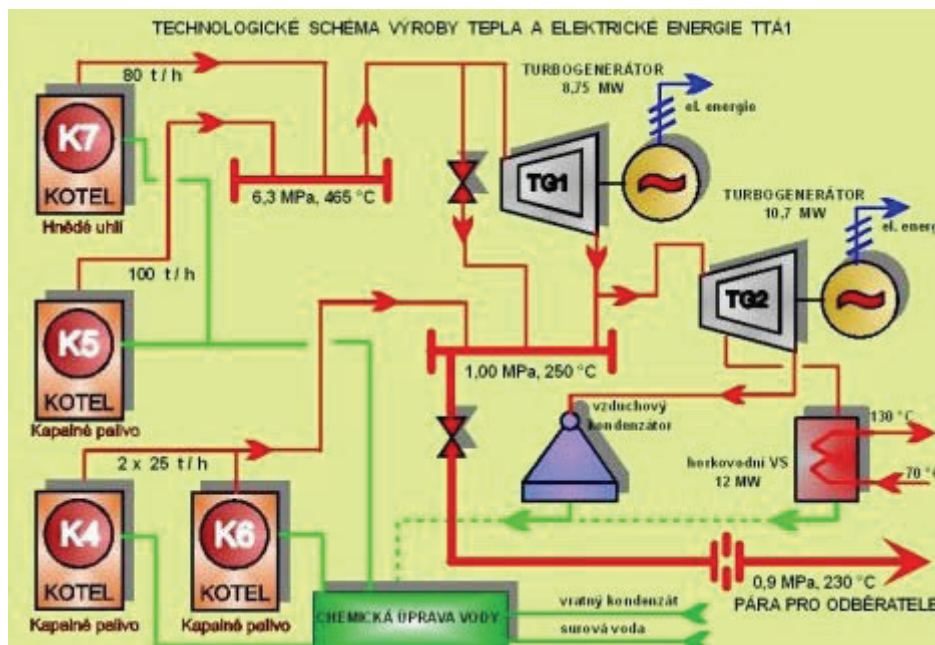 TECHNOLOGICKÉ SCHÉMA VÝROBY TEPLA A ELEKTRICKÉ ENERGIE TTÁ1
80 t/h
TURBOGENERÁTOR
8,75 MW
el. energie
K7
KOTEL
Hnědé uhlí
6,3 MPa, 465 °C
TG1
TURBOGENERÁTOR
10,7 MW
el. energi
100 t/h
K5
KOTEL
Kapalné palivo
TG2
1,00 MPa, 250 °C
vzduchový
kondenzátor
130 °C
horkovodní VS
12 MW
70 °C
2 x 25 t/h
K4
KOTEL
Kapalné palivo
K6
KOTEL
Kapalné palivo
0,9 MPa, 230 °C
PÁRA PRO ODBĚRATELE
CHEMICKÁ ÚPRAVA VODY
vratný kondenzát
surová voda